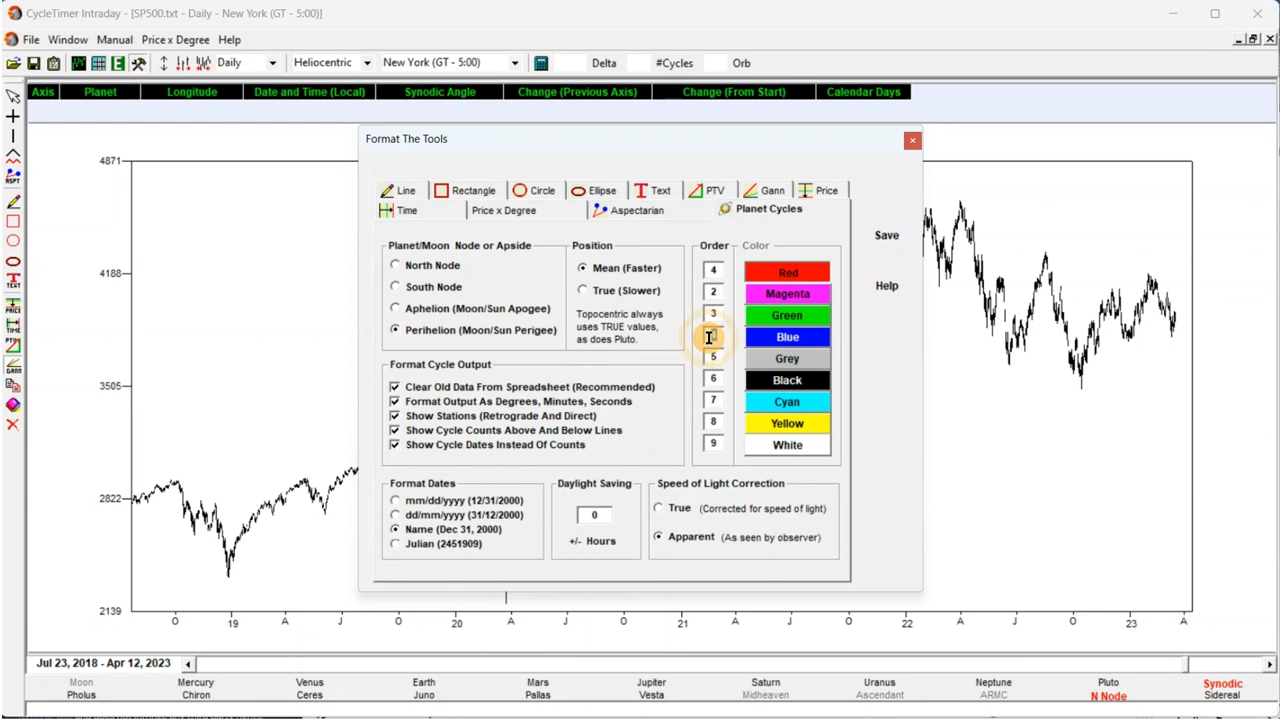 CycleTimer Intraday - [SP500.txt - Daily - New York (GT - 5:00)]
File Window Manual Price x Degree Help
Daily Heliocentric New York (GT - 5:00) Delta #Cycles Orb
Axis Planet Longitude Date and Time (Local) Synodic Angle Change (Previous Axis) Change (From Start) Calendar Days
Format The Tools
Line Rectangle Circle Ellipse Text PTV Gann Price
Time Price x Degree Aspectarian Planet Cycles
Save
Help
Planet/Moon Node or Apside
North Node
South Node
Aphelion (Moon/Sun Apogee)
Perihelion (Moon/Sun Perigee)
Position
Mean (Faster)
True (Slower)
Topocentric always
uses TRUE values,
as does Pluto.
Order Color
4 Red
2 Magenta
3 Green
Blue
5 Grey
6 Black
7 Cyan
8 Yellow
9 White
Format Cycle Output
Clear Old Data From Spreadsheet (Recommended)
Format Output As Degrees, Minutes, Seconds
Show Stations (Retrograde And Direct)
Show Cycle Counts Above And Below Lines
Show Cycle Dates Instead Of Counts
Format Dates
mm/dd/yyyy (12/31/2000)
dd/mm/yyyy (31/12/2000)
Name (Dec 31, 2000)
Julian (2451909)
Daylight Saving
0
+/- Hours
Speed of Light Correction
True (Corrected for speed of light)
Apparent (As seen by observer)
ASPT
TEXT
PRICE
TIME
PTV
GANN
4871
4188
3505
2822
2139
O 19 A J O 20 A J O 21 A J O 22 A J O 23 A
Jul 23, 2018 - Apr 12, 2023
Moon Mercury Venus Earth Mars Jupiter Saturn Uranus Neptune Pluto Synodic
Pholus Chiron Ceres Juno Pallas Vesta Midheaven Ascendant ARMC N Node Sidereal